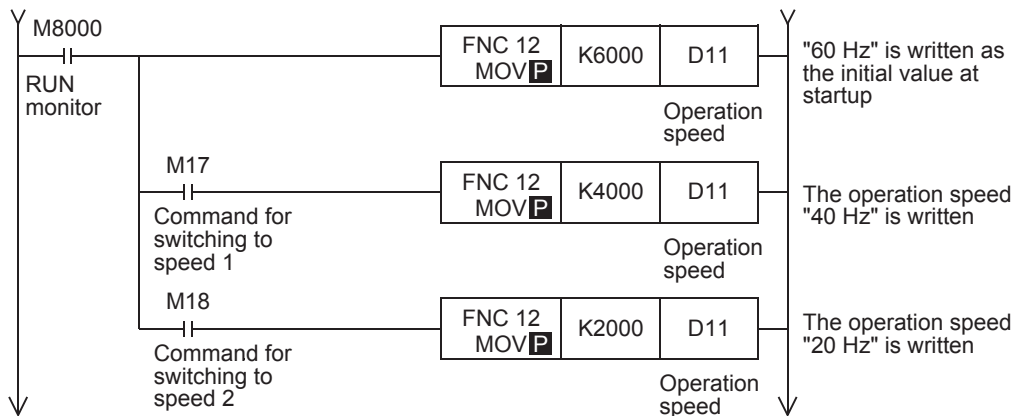 M8000
RUN
monitor
FNC 12
MOV P
K6000
D11
Operation
speed
"60 Hz" is written as
the initial value at
startup
M17
Command for
switching to
speed 1
FNC 12
MOV P
K4000
D11
Operation
speed
The operation speed
"40 Hz" is written
M18
Command for
switching to
speed 2
FNC 12
MOV P
K2000
D11
Operation
speed
The operation speed
"20 Hz" is written